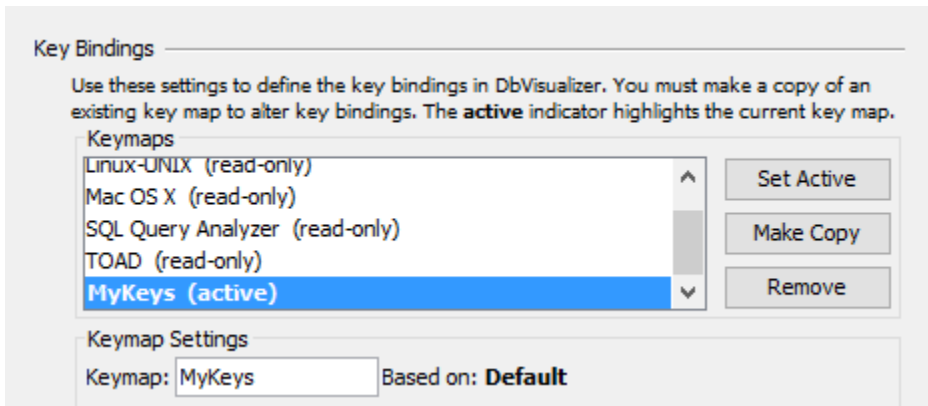 Key Bindings
Use these settings to define the key bindings in DbVisualizer. You must make a copy of an
existing key map to alter key bindings. The active indicator highlights the current key map.
Keymaps
Linux-UNIX (read-only)
Mac OS X (read-only)
SQL Query Analyzer (read-only)
TOAD (read-only)
MyKeys (active)
Set Active
Make Copy
Remove
Keymap Settings
Keymap: MyKeys Based on: Default